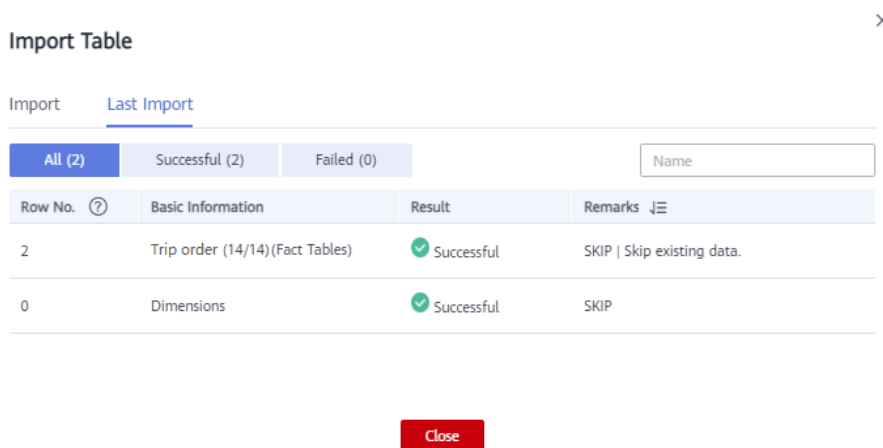 Import Table
Import Last Import
All (2) Successful (2) Failed (0) Name
Row No. ? Basic Information Result Remarks
2 Trip order (14/14)(Fact Tables) Successful SKIP | Skip existing data.
0 Dimensions Successful SKIP
Close